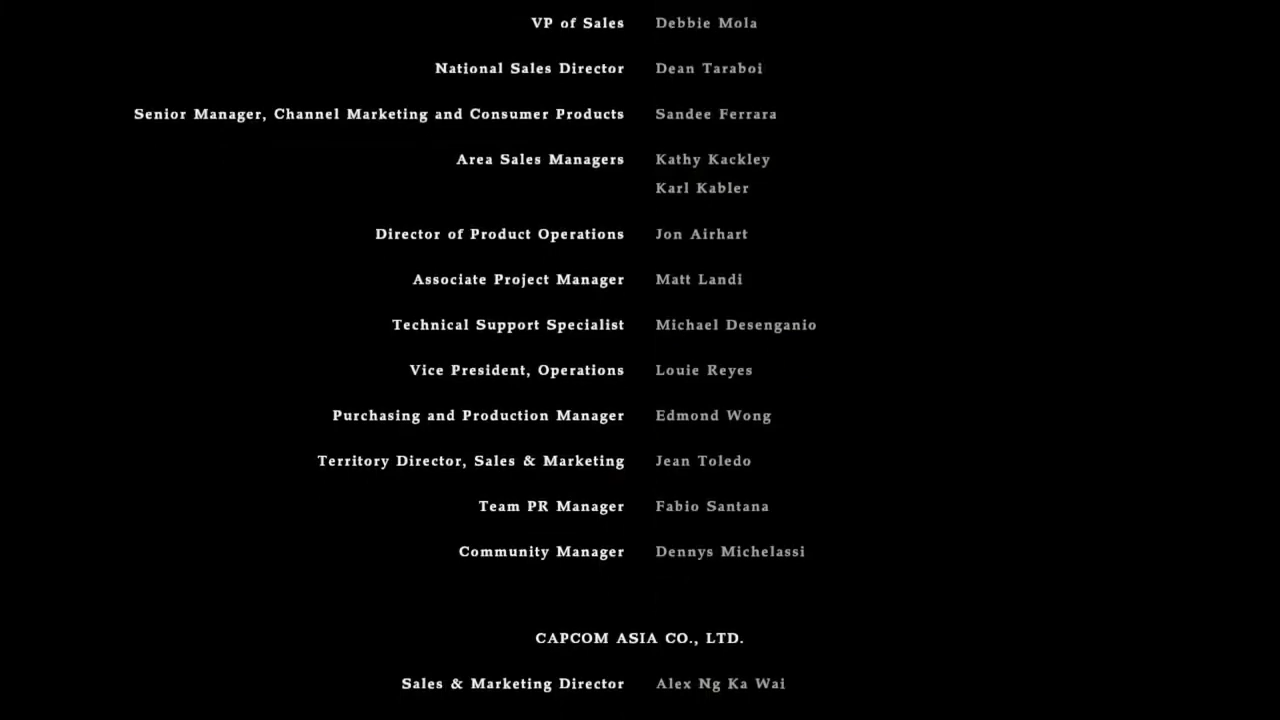 VP of Sales Debbie Mola
National Sales Director Dean Taraboi
Senior Manager, Channel Marketing and Consumer Products Sandee Ferrara
Area Sales Managers Kathy Kackley
Karl Kabler
Director of Product Operations Jon Airhart
Associate Project Manager Matt Landi
Technical Support Specialist Michael Desenganio
Vice President, Operations Louie Reyes
Purchasing and Production Manager Edmond Wong
Territory Director, Sales & Marketing Jean Toledo
Team PR Manager Fabio Santana
Community Manager Dennys Michelassi
CAPCOM ASIA CO., LTD.
Sales & Marketing Director Alex Ng Ka Wai